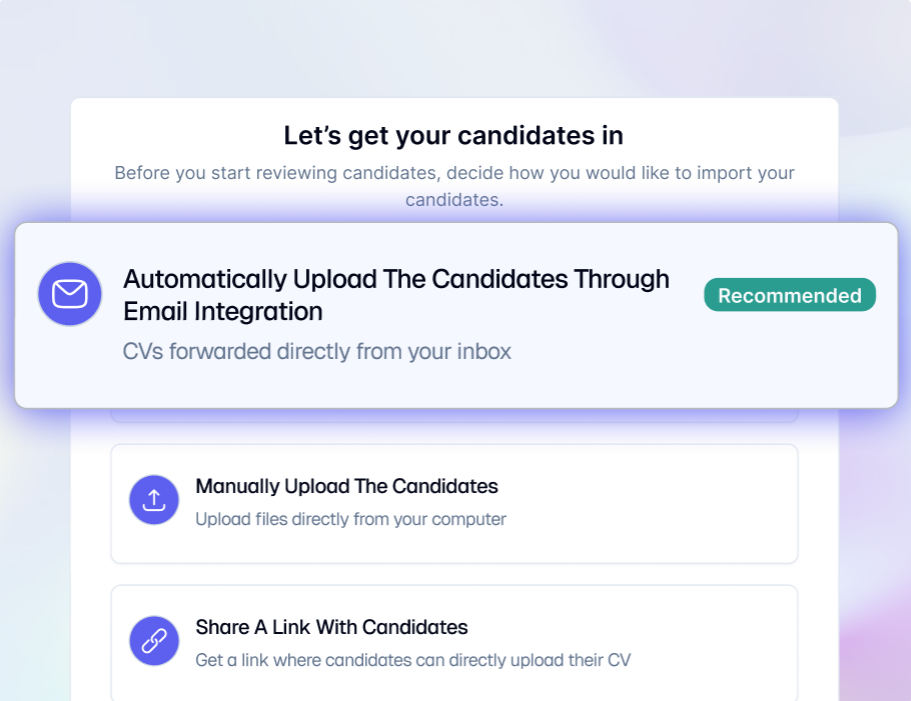 Let’s get your candidates in
Before you start reviewing candidates, decide how you would like to import your
candidates.
Automatically Upload The Candidates Through
Email Integration
Recommended
CVs forwarded directly from your inbox
Manually Upload The Candidates
Upload files directly from your computer
Share A Link With Candidates
Get a link where candidates can directly upload their CV